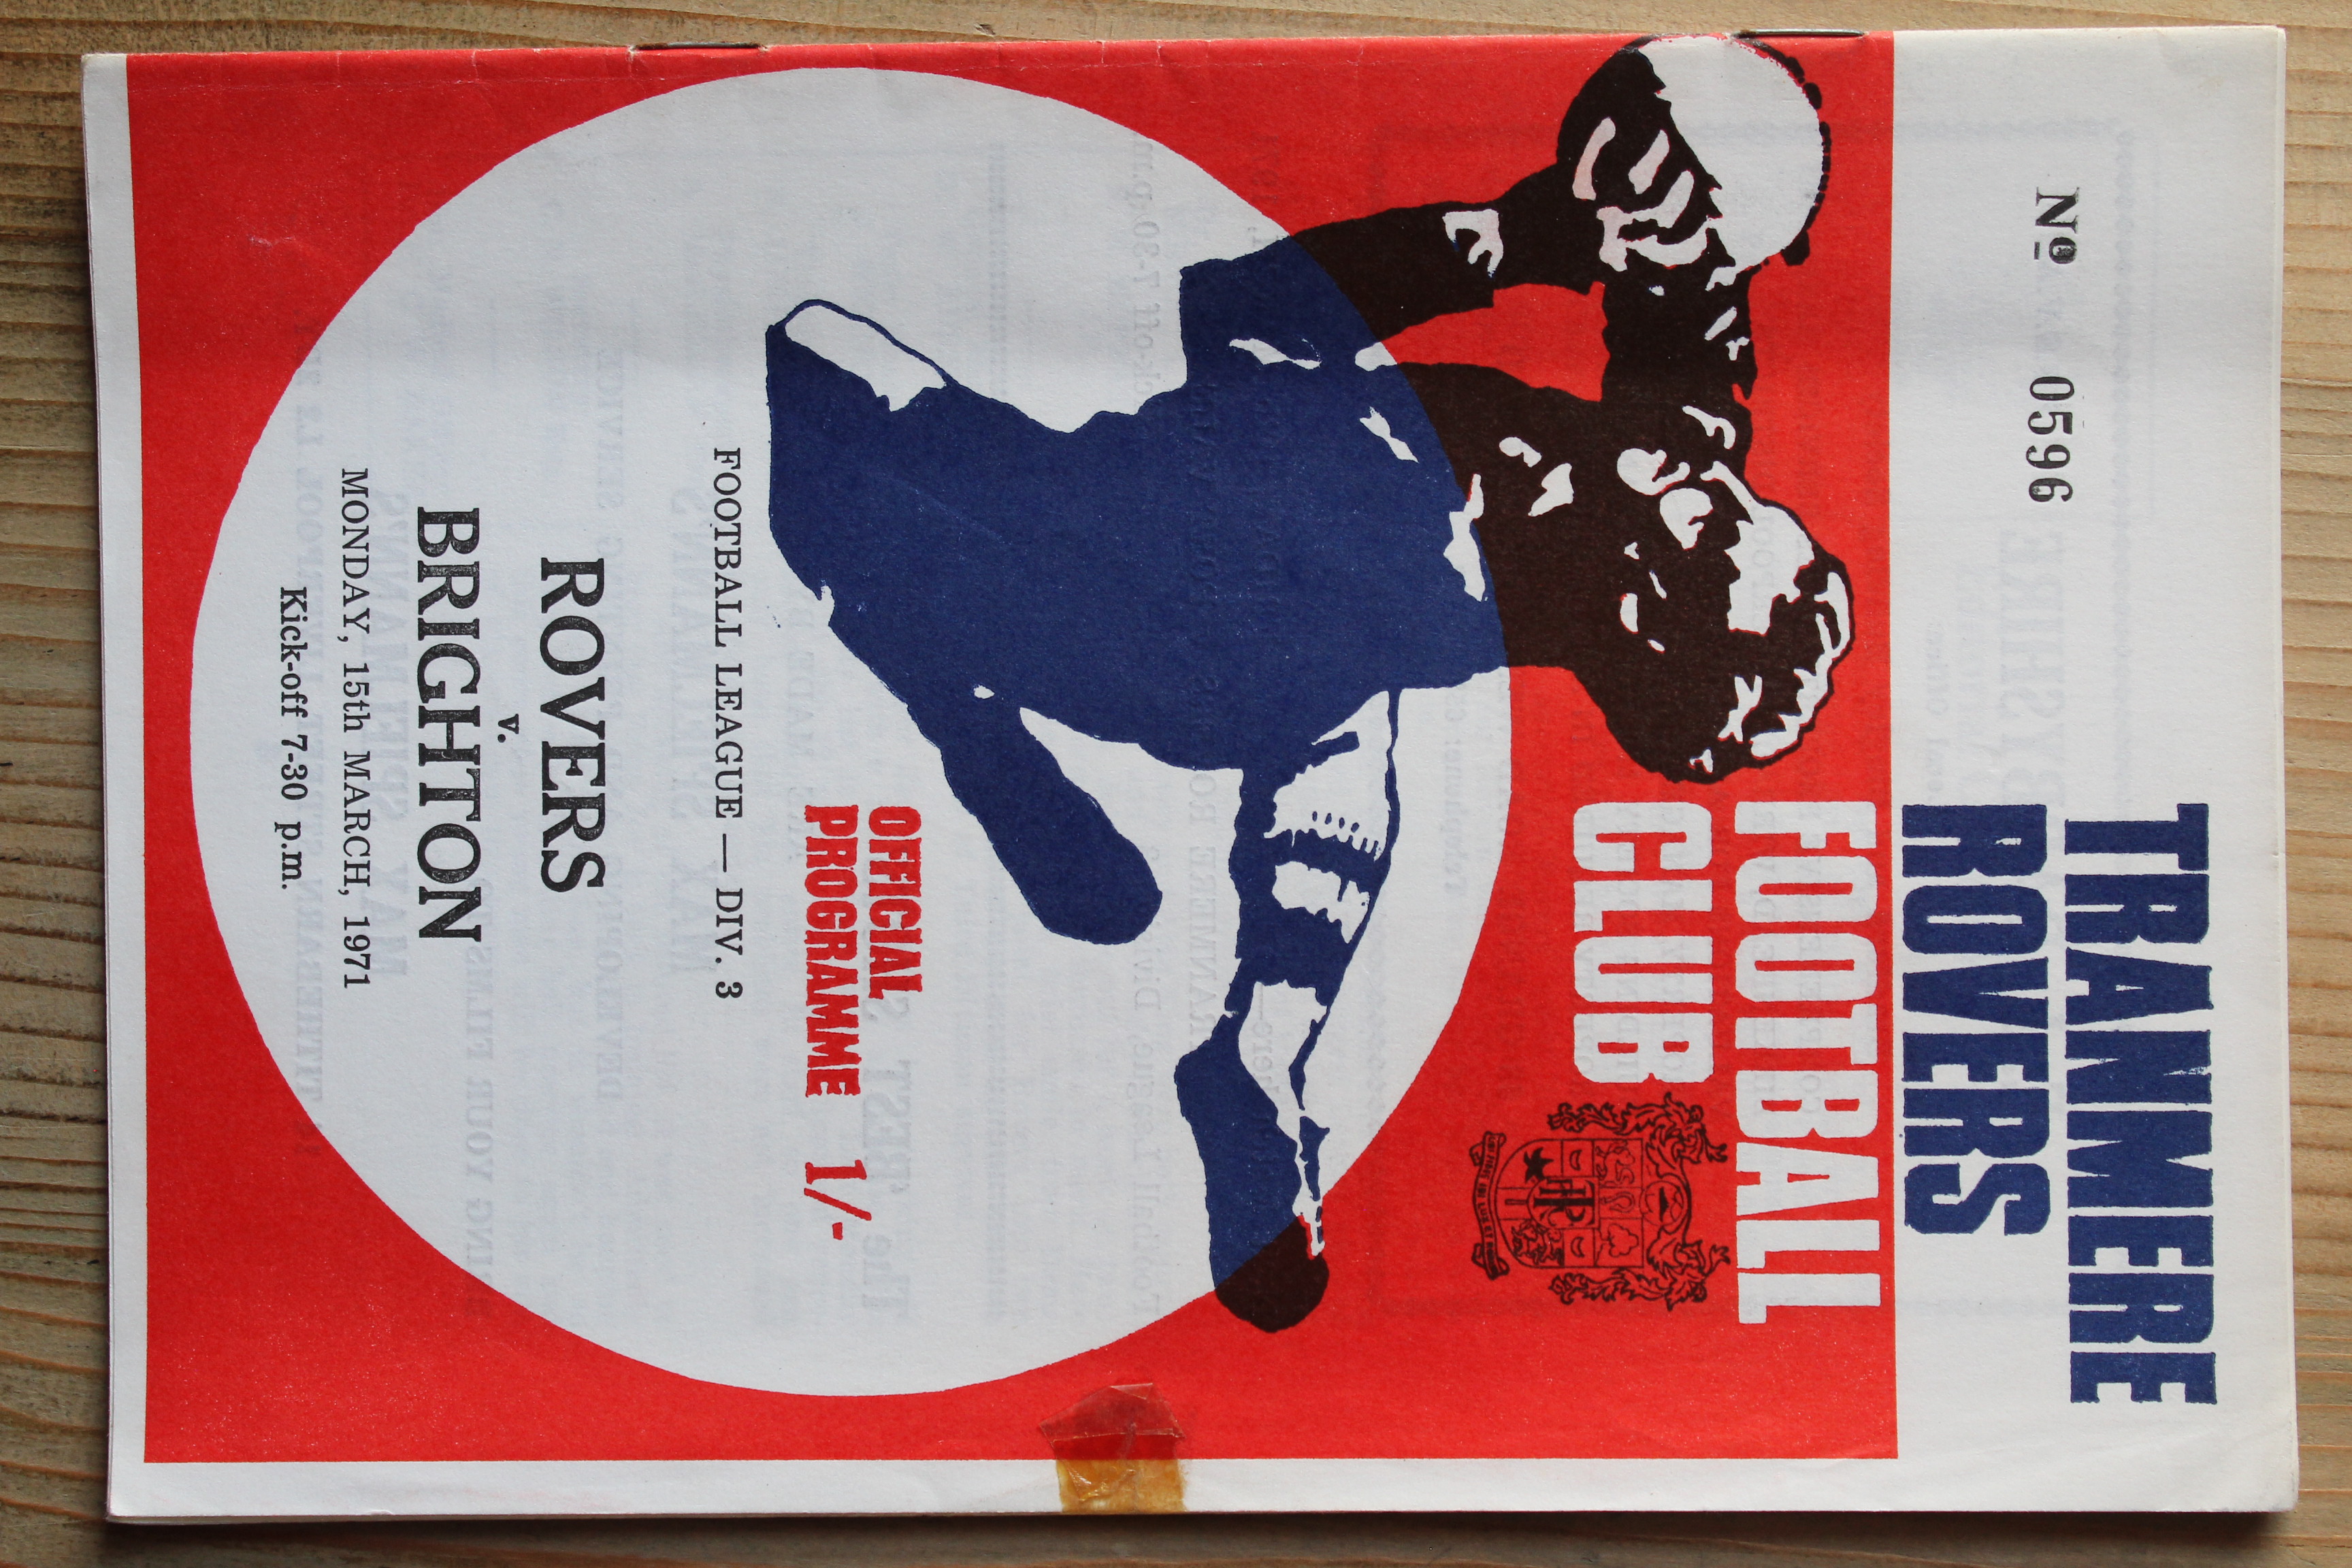 Nº 0596
TRANMERE
ROVERS
FOOTBALL
CLUB
OFFICIAL
PROGRAMME 1/-
FOOTBALL LEAGUE — DIV. 3
ROVERS
v.
BRIGHTON
MONDAY, 15th MARCH, 1971
Kick-off 7-30 p.m.